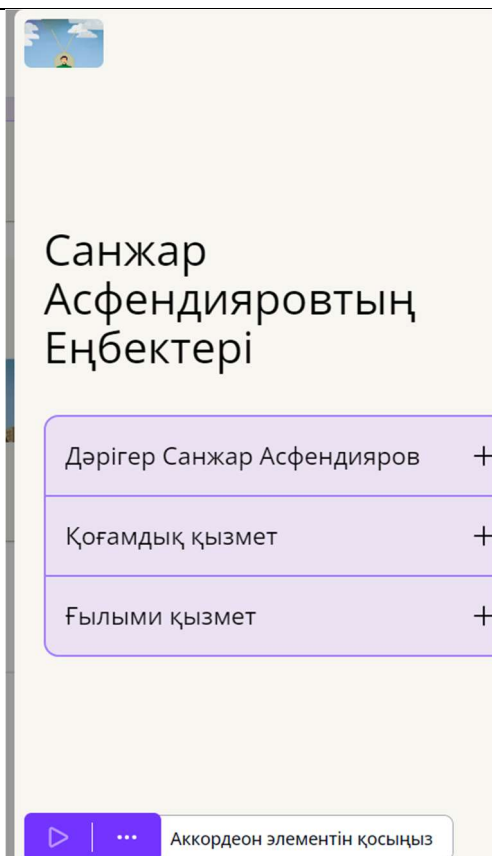 Санжар
Асфендияровтың
Еңбектері
Дәрігер Санжар Асфендияров
Қоғамдық қызмет
Ғылыми қызмет
Аккордеон элементін қосыңыз